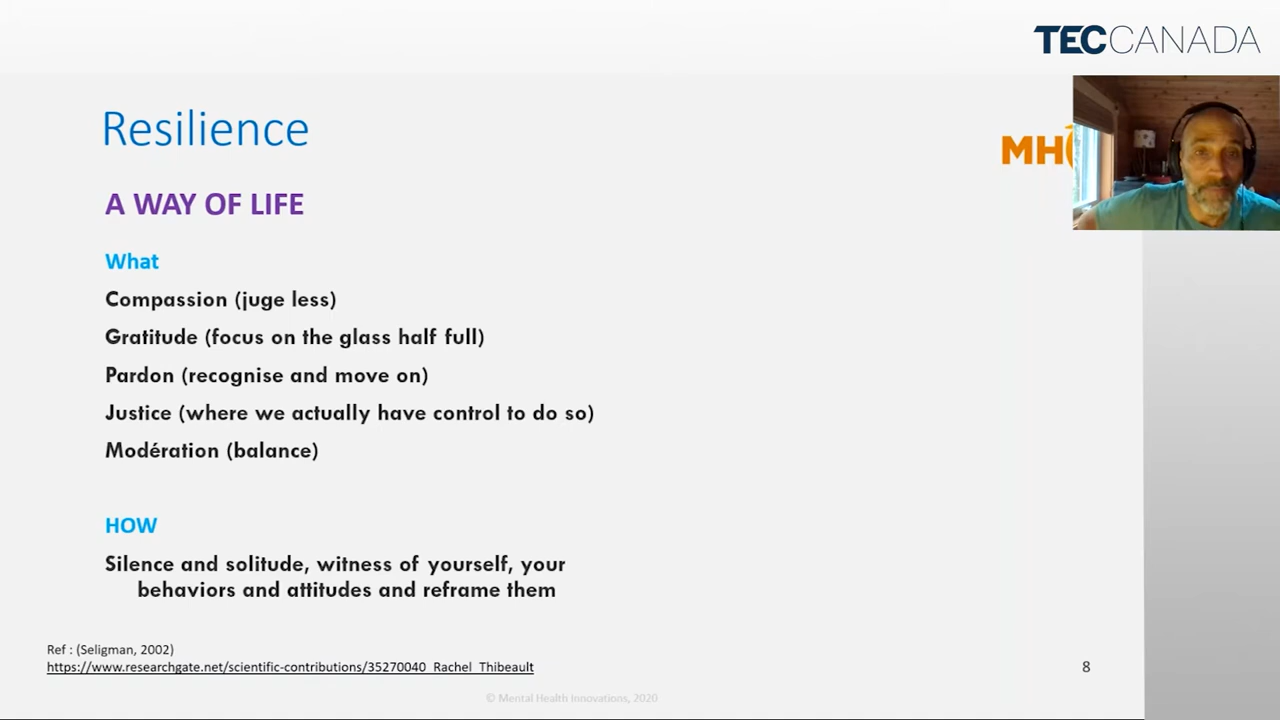 TECCANADA
Resilience
MH
A WAY OF LIFE
What
Compassion (juge less)
Gratitude (focus on the glass half full)
Pardon (recognise and move on)
Justice (where we actually have control to do so)
Modération (balance)
HOW
Silence and solitude, witness of yourself, your
behaviors and attitudes and reframe them
Ref : (Seligman, 2002)
https://www.researchgate.net/scientific-contributions/35270040_Rachel_Thibeault
8
© Mental Health Innovations, 2020